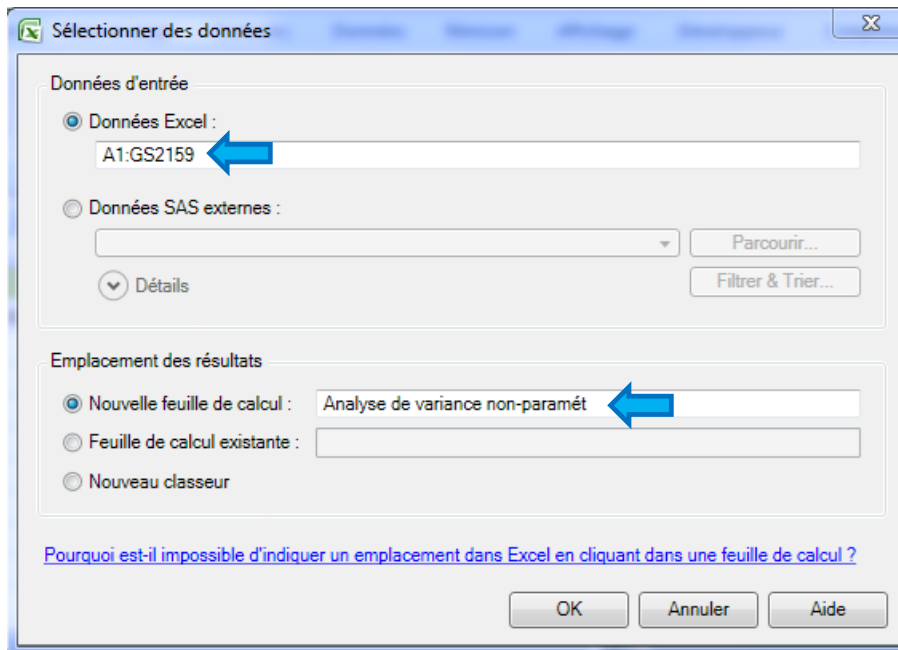 Sélectionner des données
Données d'entrée
Données Excel :
A1:GS2159
Données SAS externes :
Parcourir...
Détails
Filtrer & Trier...
Emplacement des résultats
Nouvelle feuille de calcul : Analyse de variance non-paramét
Feuille de calcul existante :
Nouveau classeur
Pourquoi est-il impossible d'indiquer un emplacement dans Excel en cliquant dans une feuille de calcul ?
OK Annuler Aide